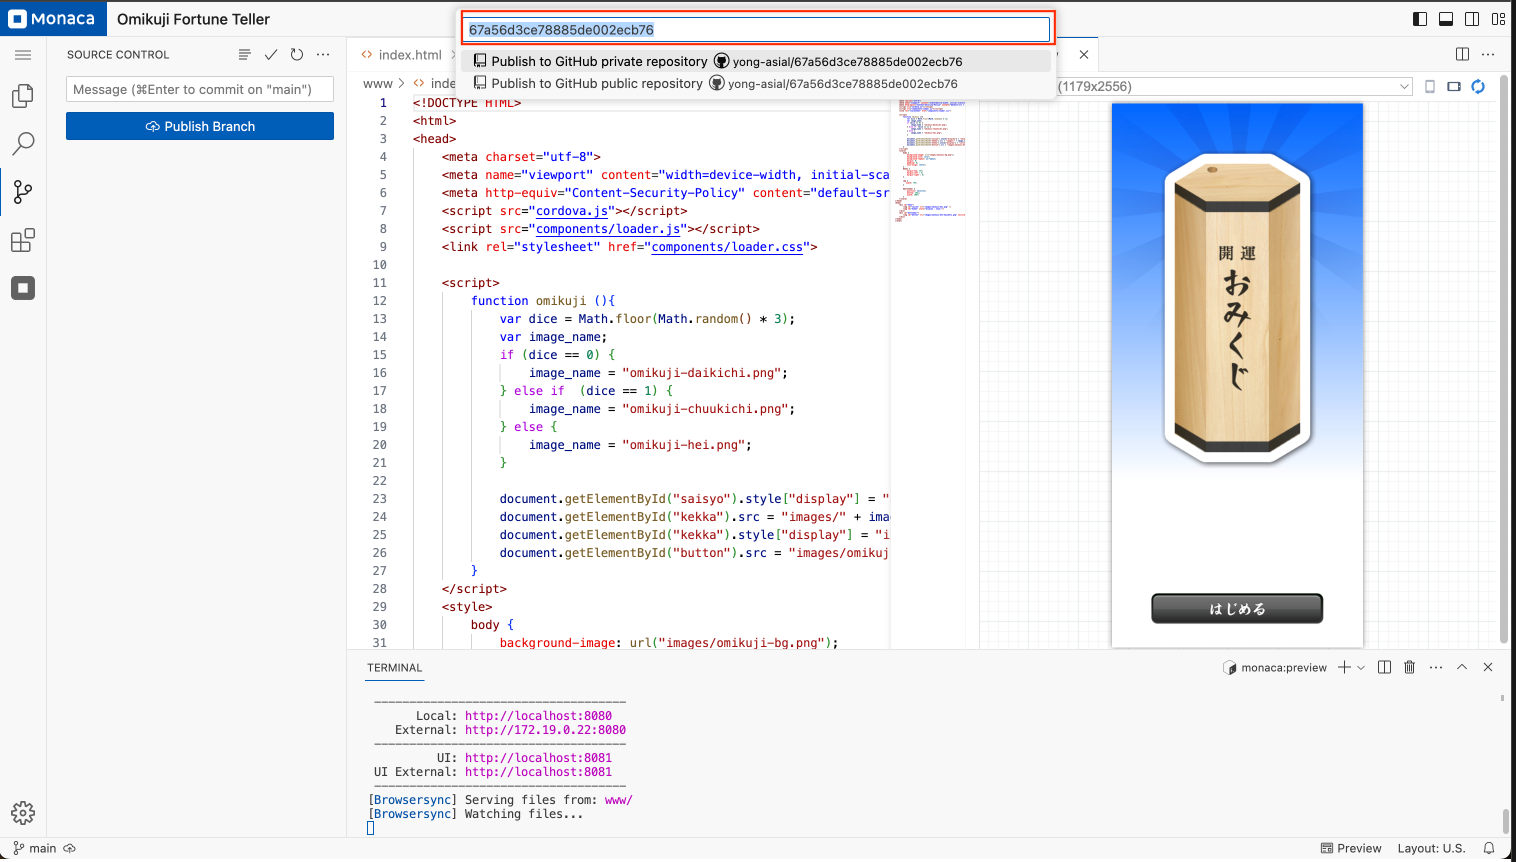 Monaca
Omikuji Fortune Teller
67a56d3ce78885de002ecb76
Publish to GitHub private repository yong-asial/67a56d3ce78885de002ecb76
Publish to GitHub public repository yong-asial/67a56d3ce78885de002ecb76
SOURCE CONTROL
Message (⌘Enter to commit on "main")
Publish Branch
<> index.html
www > <> inde
(1179x2556)
1 <!DOCTYPE HTML>
2 <html>
3 <head>
4 <meta charset="utf-8">
5 <meta name="viewport" content="width=device-width, initial-sca
6 <meta http-equiv="Content-Security-Policy" content="default-sr
7 <script src="cordova.js"></script>
8 <script src="components/loader.js"></script>
9 <link rel="stylesheet" href="components/loader.css">
10
11 <script>
12 function omikuji (){
13 var dice = Math.floor(Math.random() * 3);
14 var image_name;
15 if (dice == 0) {
16 image_name = "omikuji-daikichi.png";
17 } else if  (dice == 1) {
18 image_name = "omikuji-chuukichi.png";
19 } else {
20 image_name = "omikuji-hei.png";
21 }
22
23 document.getElementById("saisyo").style["display"] = "
24 document.getElementById("kekka").src = "images/" + ima
25 document.getElementById("kekka").style["display"] = "i
26 document.getElementById("button").src = "images/omikuj
27 }
28 </script>
29 <style>
30 body {
31 background-image: url("images/omikuji-bg.png");
開運
おみくじ
はじめる
TERMINAL
monaca:preview
Local: http://localhost:8080
External: http://172.19.0.22:8080
UI: http://localhost:8081
UI External: http://localhost:8081
[Browsersync] Serving files from: www/
[Browsersync] Watching files...
main
Preview
Layout: U.S.